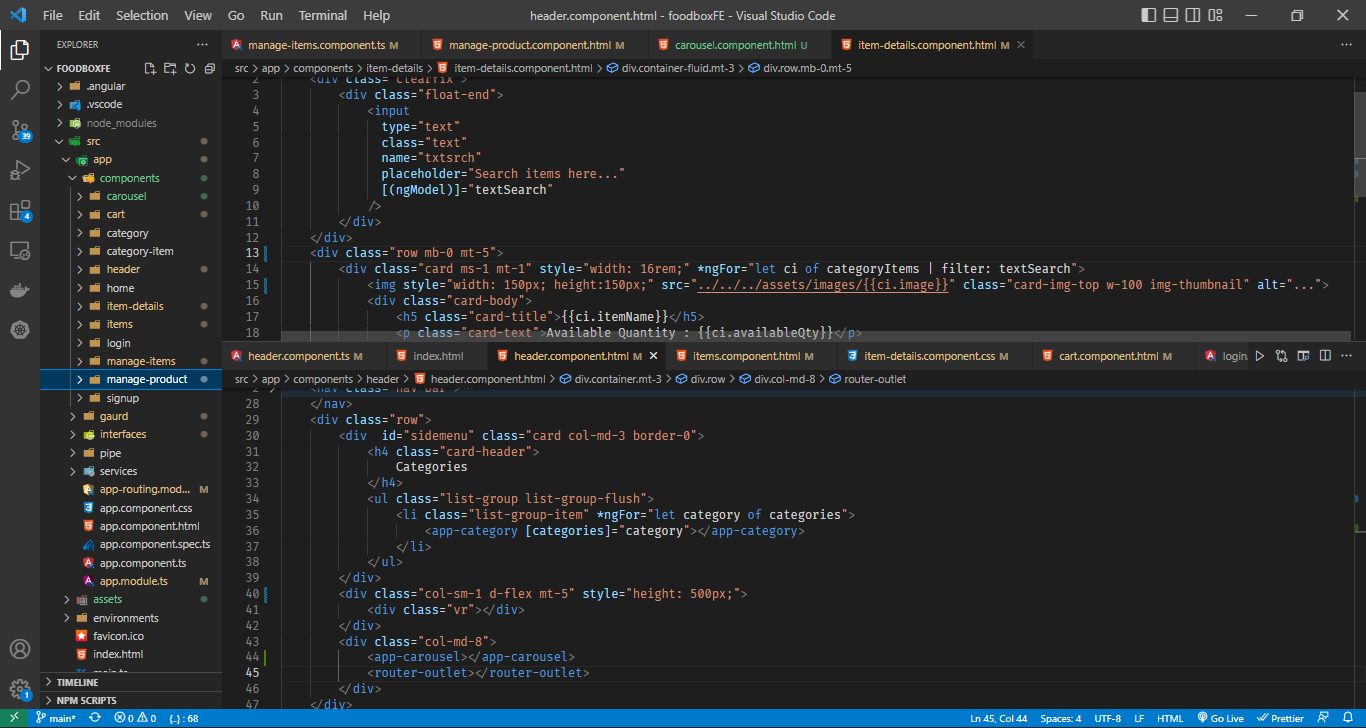 File Edit Selection View Go Run Terminal Help header.component.html - foodboxFE - Visual Studio Code
EXPLORER ...
FOODBOXFE
.angular
.vscode
node_modules
src
app
components
carousel
cart
category
category-item
header
home
item-details
items
login
manage-items
manage-product
signup
gaurd
interfaces
pipe
services
app-routing.mod... M
app.component.css
app.component.html
app.component.spec.ts
app.component.ts
app.module.ts M
assets
environments
favicon.ico
index.html
main.ts
TIMELINE
NPM SCRIPTS
39
4
1
manage-items.component.ts M manage-product.component.html M carousel.component.html U item-details.component.html M
src > app > components > item-details > item-details.component.html > div.container-fluid.mt-3 > div.row.mb-0.mt-5
2 <div class="clearfix">
3 <div class="float-end">
4 <input
5 type="text"
6 class="text"
7 name="txtsrch"
8 placeholder="Search items here..."
9 [(ngModel)]="textSearch"
10 />
11 </div>
12 </div>
13 <div class="row mb-0 mt-5">
14 <div class="card ms-1 mt-1" style="width: 16rem;" *ngFor="let ci of categoryItems | filter: textSearch">
15 <img style="width: 150px; height:150px;" src="../../../assets/images/{{ci.image}}" class="card-img-top w-100 img-thumbnail" alt="...">
16 <div class="card-body">
17 <h5 class="card-title">{{ci.itemName}}</h5>
18 <p class="card-text">Available Quantity : {{ci.availableQty}}</p>
header.component.ts M index.html header.component.html M items.component.html M item-details.component.css M cart.component.html M login
src > app > components > header > header.component.html > div.container.mt-3 > div.row > div.col-md-8 > router-outlet
2 <nav class="nav bar">
28 </nav>
29 <div class="row">
30 <div  id="sidemenu" class="card col-md-3 border-0">
31 <h4 class="card-header">
32 Categories
33 </h4>
34 <ul class="list-group list-group-flush">
35 <li class="list-group-item" *ngFor="let category of categories">
36 <app-category [categories]="category"></app-category>
37 </li>
38 </ul>
39 </div>
40 <div class="col-sm-1 d-flex mt-5" style="height: 500px;">
41 <div class="vr"></div>
42 </div>
43 <div class="col-md-8">
44 <app-carousel></app-carousel>
45 <router-outlet></router-outlet>
46 </div>
47 </div>
main* 0 0 {..} : 68 Ln 45, Col 44 Spaces: 4 UTF-8 LF HTML Go Live Prettier